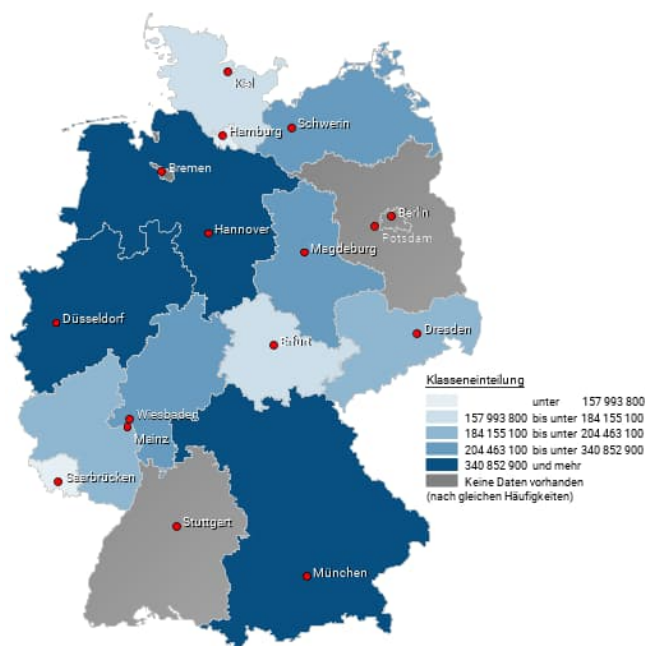 Kiel
Hamburg
Schwerin
Bremen
Berlin
Potsdam
Hannover
Magdeburg
Düsseldorf
Dresden
Erfurt
Klasseneinteilung
unter 157 993 800
157 993 800 bis unter 184 155 100
184 155 100 bis unter 204 463 100
204 463 100 bis unter 340 852 900
340 852 900 und mehr
Keine Daten vorhanden
(nach gleichen Häufigkeiten)
Wiesbaden
Mainz
Saarbrücken
Stuttgart
München